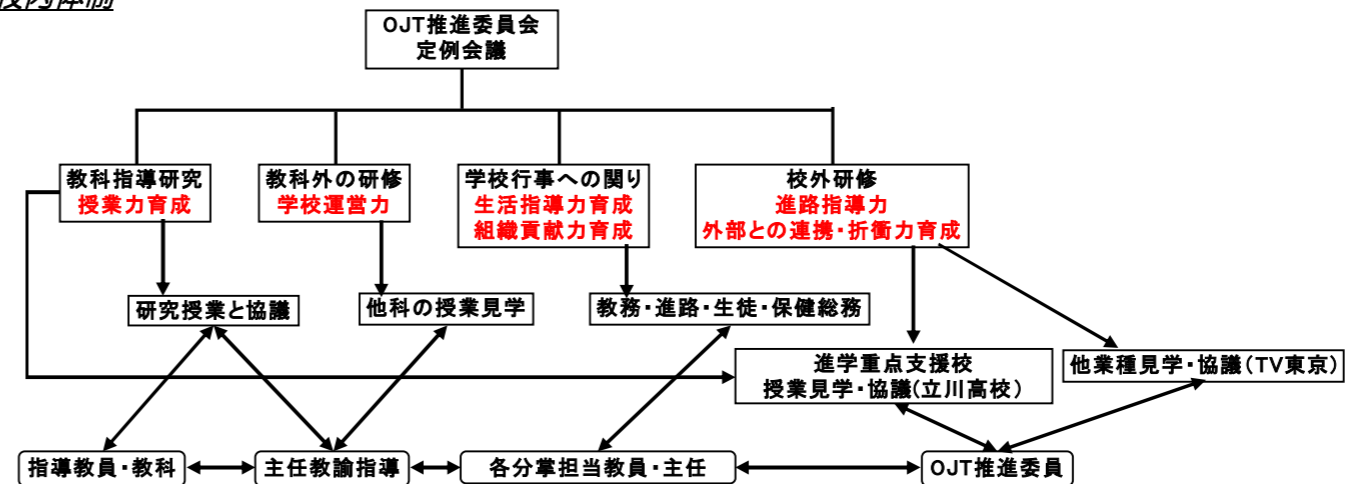 校内体制
OJT推進委員会
定例会議
教科指導研究
授業力育成
教科外の研修
学校運営力
学校行事への関り
生活指導力育成
組織貢献力育成
校外研修
進路指導力
外部との連携・折衝力育成
研究授業と協議
他科の授業見学
教務・進路・生徒・保健総務
進学重点支援校
授業見学・協議(立川高校)
他業種見学・協議(TV東京)
指導教員・教科
主任教諭指導
各分掌担当教員・主任
OJT推進委員